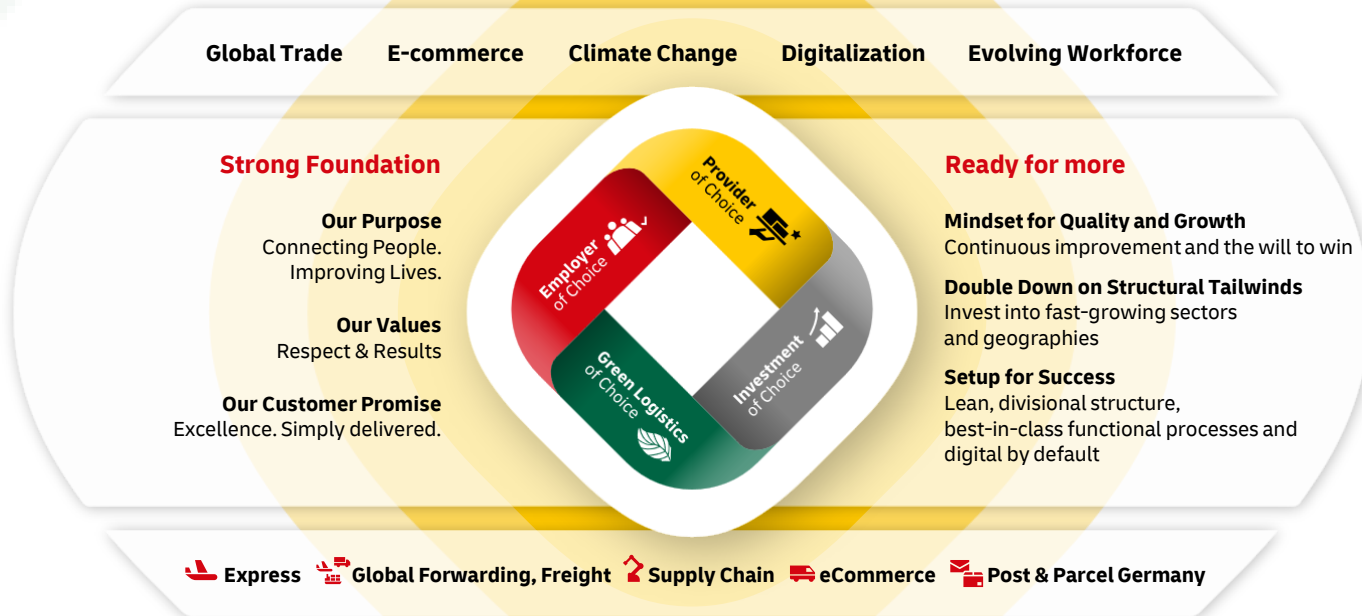 Global Trade E-commerce Climate Change Digitalization Evolving Workforce
Strong Foundation
Our Purpose
Connecting People.
Improving Lives.
Our Values
Respect & Results
Our Customer Promise
Excellence. Simply delivered.
Employer
of Choice
Provider
of Choice
Green Logistics
of Choice
Investment
of Choice
Ready for more
Mindset for Quality and Growth
Continuous improvement and the will to win
Double Down on Structural Tailwinds
Invest into fast-growing sectors
and geographies
Setup for Success
Lean, divisional structure,
best-in-class functional processes and
digital by default
Express Global Forwarding, Freight Supply Chain eCommerce Post & Parcel Germany